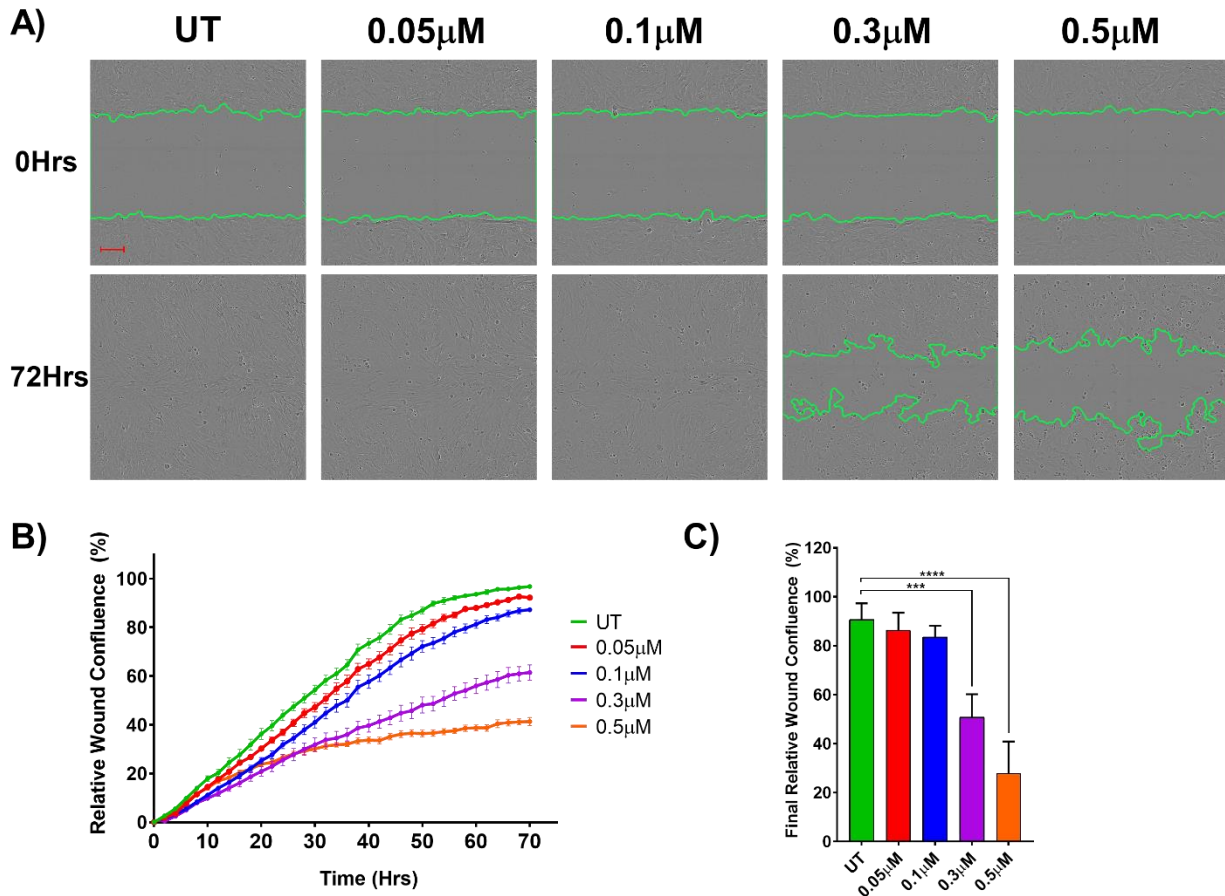 A)
UT 0.05µM 0.1µM 0.3µM 0.5µM
0Hrs
72Hrs
B)
Relative Wound Confluence (%)
100
80
60
40
20
0
0 10 20 30 40 50 60 70
Time (Hrs)
UT
0.05µM
0.1µM
0.3µM
0.5µM
C)
Final Relative Wound Confluence (%)
120
100
80
60
40
20
0
****
***
UT 0.05µM 0.1µM 0.3µM 0.5µM